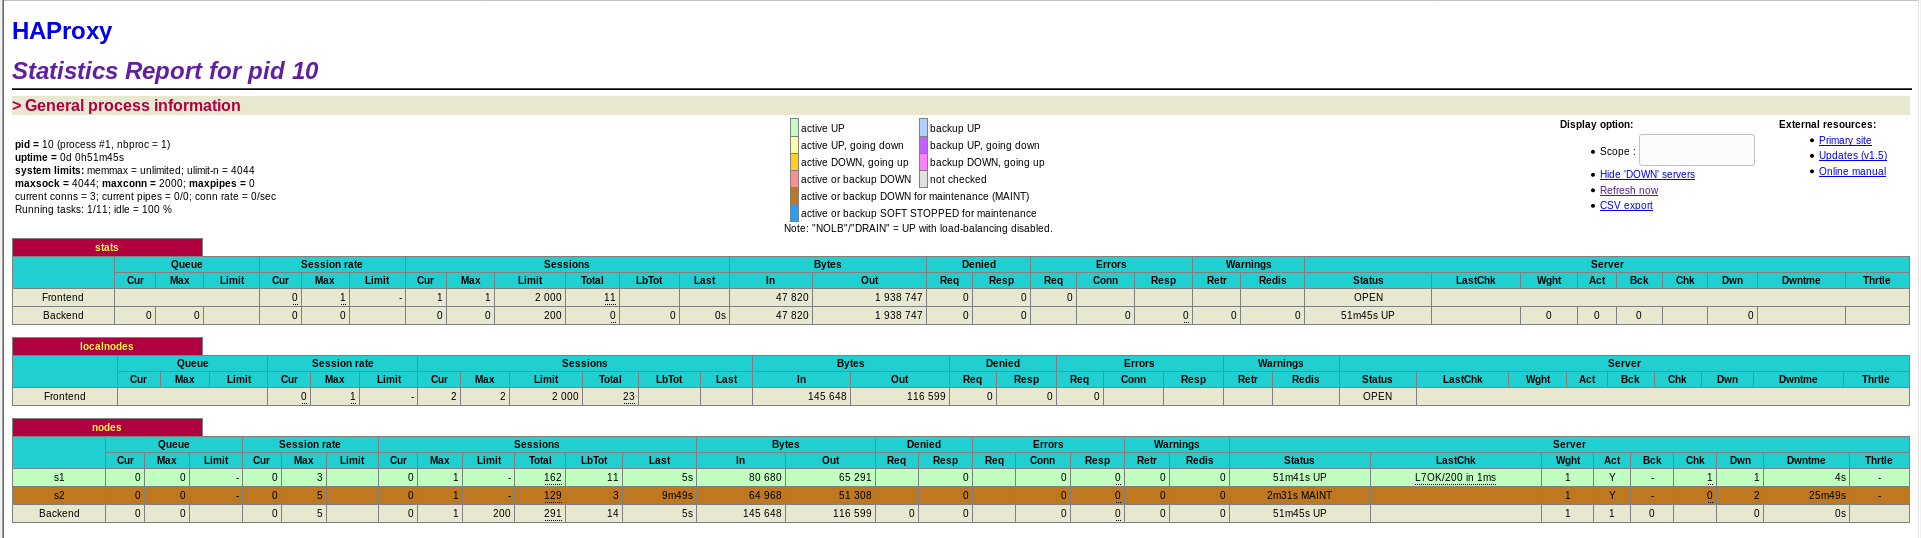 HAProxy
Statistics Report for pid 10
> General process information
pid = 10 (process #1, nbproc = 1)
uptime = 0d 0h51m45s
system limits: memmax = unlimited; ulimit-n = 4044
maxsock = 4044; maxconn = 2000; maxpipes = 0
current conns = 3; current pipes = 0/0; conn rate = 0/sec
Running tasks: 1/11; idle = 100 %
active UP backup UP
active UP, going down backup UP, going down
active DOWN, going up backup DOWN, going up
active or backup DOWN not checked
active or backup DOWN for maintenance (MAINT)
active or backup SOFT STOPPED for maintenance
Note: "NOLB"/"DRAIN" = UP with load-balancing disabled.
Display option:
• Scope :
• Hide 'DOWN' servers
• Refresh now
• CSV export
External resources:
• Primary site
• Updates (v1.5)
• Online manual
stats
Queue Session rate Sessions Bytes Denied Errors Warnings Server
Cur Max Limit Cur Max Limit Cur Max Limit Total LbTot Last In Out Req Resp Req Conn Resp Retr Redis Status LastChk Wght Act Bck Chk Dwn Dwntme Thrtle
Frontend 0 1 - 1 1 2 000 11 47 820 1 938 747 0 0 0 OPEN
Backend 0 0 0 0 0 0 200 0 0 0s 47 820 1 938 747 0 0 0 0 0 0 51m45s UP 0 0 0 0
localnodes
Queue Session rate Sessions Bytes Denied Errors Warnings Server
Cur Max Limit Cur Max Limit Cur Max Limit Total LbTot Last In Out Req Resp Req Conn Resp Retr Redis Status LastChk Wght Act Bck Chk Dwn Dwntme Thrtle
Frontend 0 1 - 2 2 2 000 23 145 648 116 599 0 0 0 OPEN
nodes
Queue Session rate Sessions Bytes Denied Errors Warnings Server
Cur Max Limit Cur Max Limit Cur Max Limit Total LbTot Last In Out Req Resp Req Conn Resp Retr Redis Status LastChk Wght Act Bck Chk Dwn Dwntme Thrtle
s1 0 0 - 0 3 0 1 - 162 11 5s 80 680 65 291 0 0 0 0 0 51m41s UP L7OK/200 in 1ms 1 Y - 1 1 4s -
s2 0 0 - 0 5 0 1 - 129 3 9m49s 64 968 51 308 0 0 0 0 0 2m31s MAINT 1 Y - 0 2 25m49s -
Backend 0 0 0 5 0 1 200 291 14 5s 145 648 116 599 0 0 0 0 0 0 51m45s UP 1 1 0 0 0s